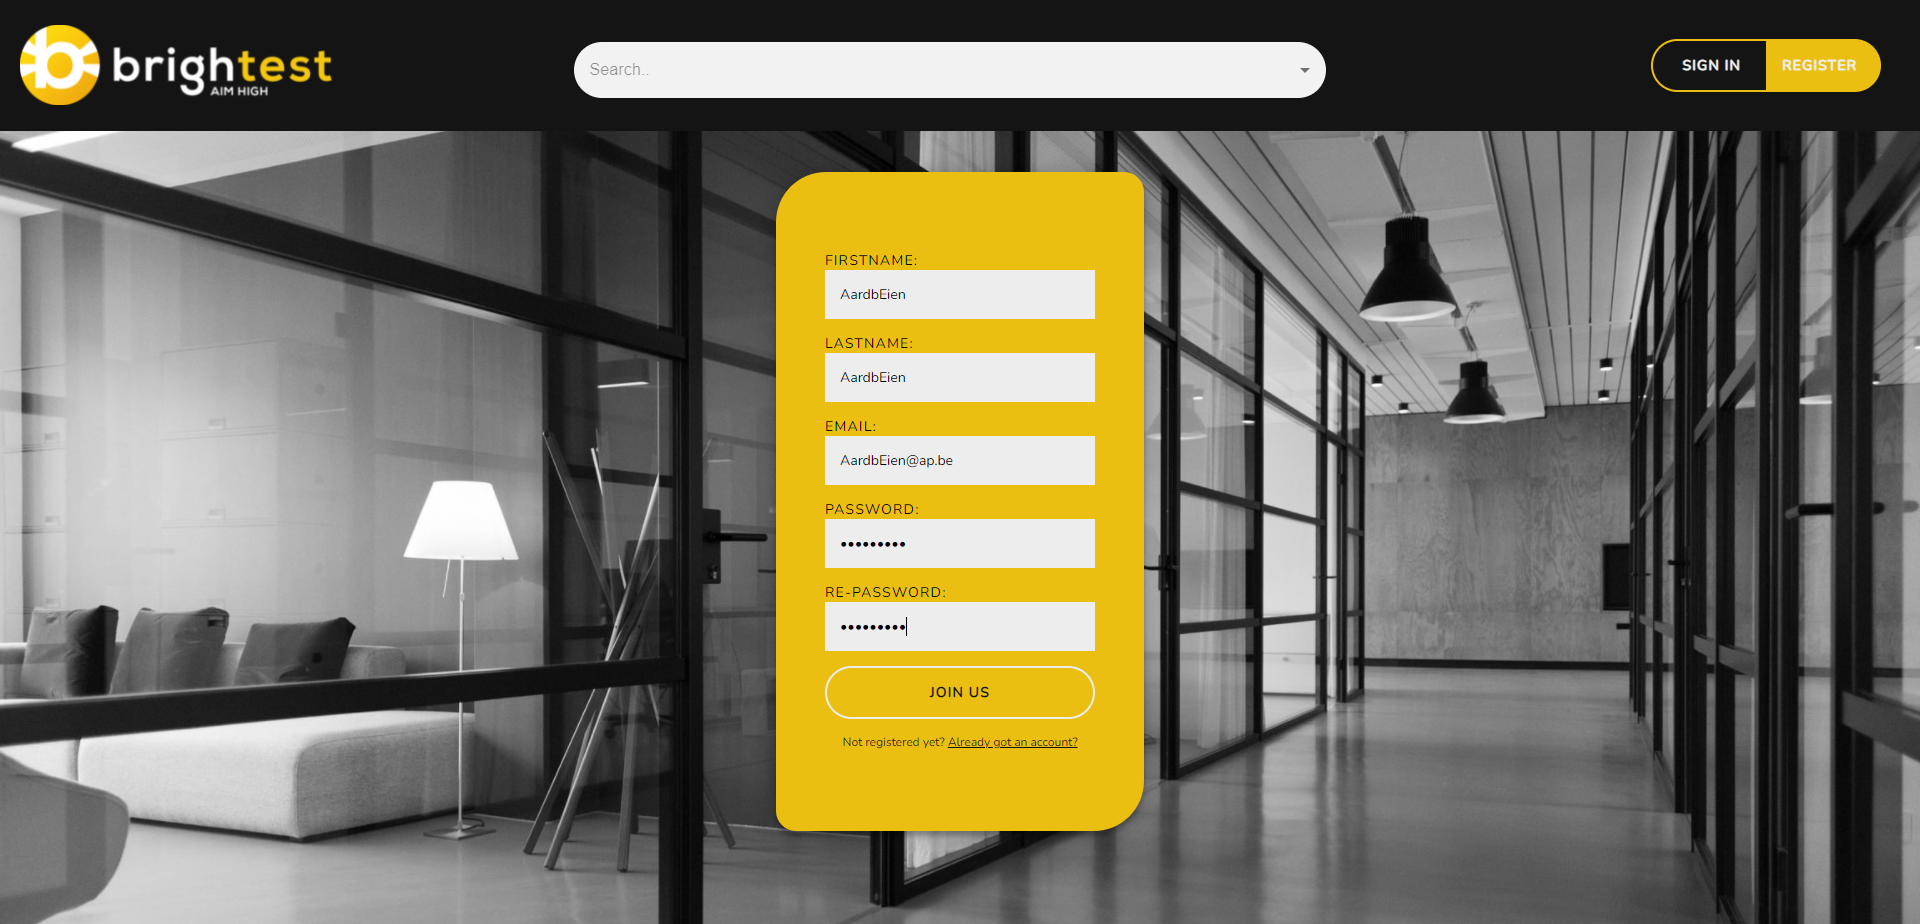 brightest
AIM HIGH
Search..
SIGN IN
REGISTER
FIRSTNAME:
AardbEien
LASTNAME:
AardbEien
EMAIL:
AardbEien@ap.be
PASSWORD:
•••••••••
RE-PASSWORD:
•••••••••
JOIN US
Not registered yet? Already got an account?